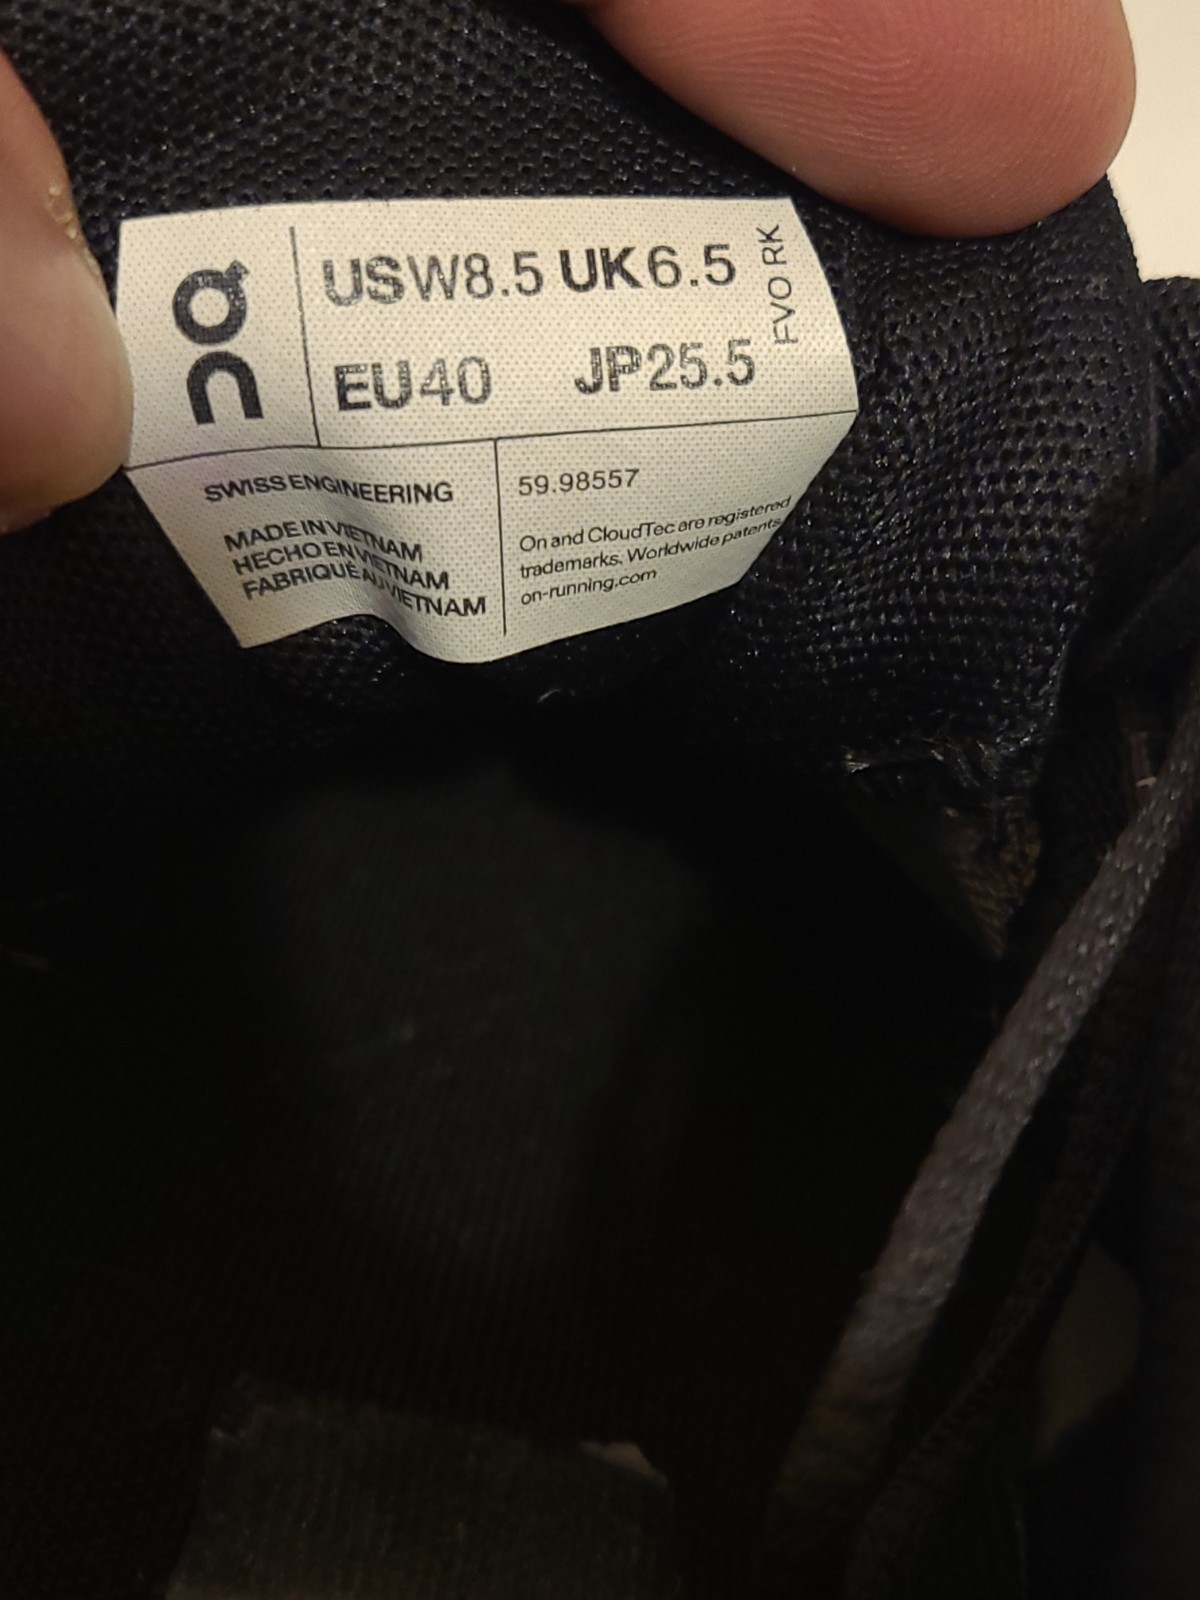 On
USW8.5 UK6.5
EU40 JP25.5
FVO RK
SWISS ENGINEERING
MADE IN VIETNAM
HECHO EN VIETNAM
FABRIQUÉ AU VIETNAM
59.98557
On and CloudTec are registered
trademarks. Worldwide patents.
on-running.com